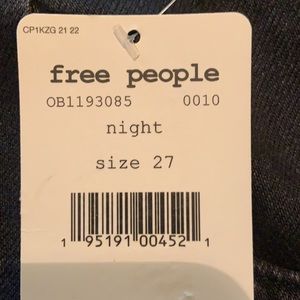 CP1KZG 21 22
free people
OB1193085 0010
night
size 27
1 95191 00452 1